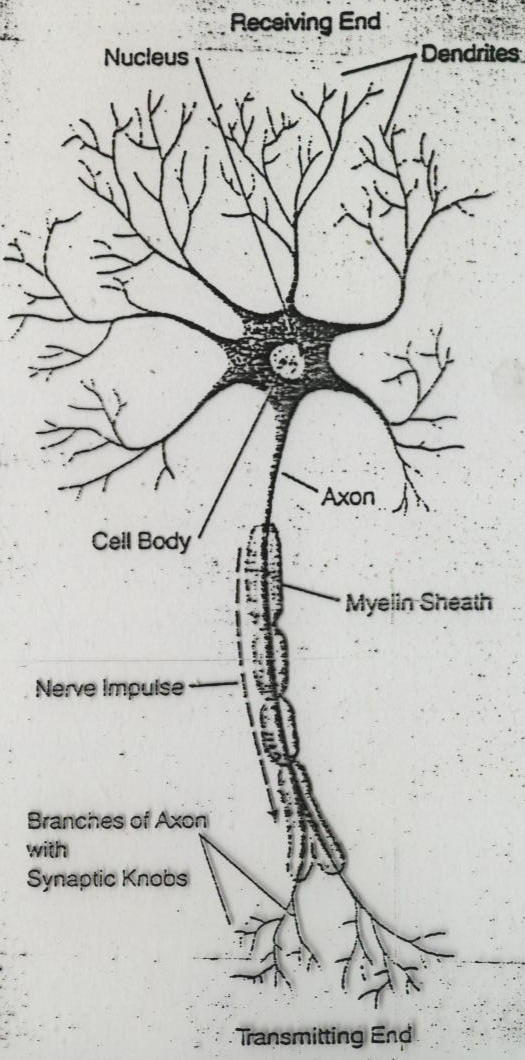 Receiving End
Nucleus
Dendrites
Axon
Cell Body
Myelin Sheath
Nerve Impulse
Branches of Axon
with
Synaptic Knobs
Transmitting End